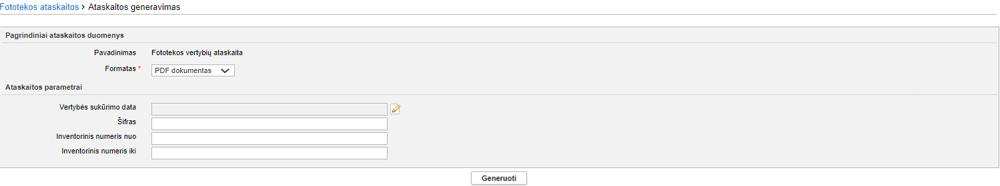 Fototekos ataskaitos > Ataskaitos generavimas
Pagrindiniai ataskaitos duomenys
Pavadinimas Fototekos vertybių ataskaita
Formatas * PDF dokumentas
Ataskaitos parametrai
Vertybės sukūrimo data
Šifras
Inventorinis numeris nuo
Inventorinis numeris iki
Generuoti